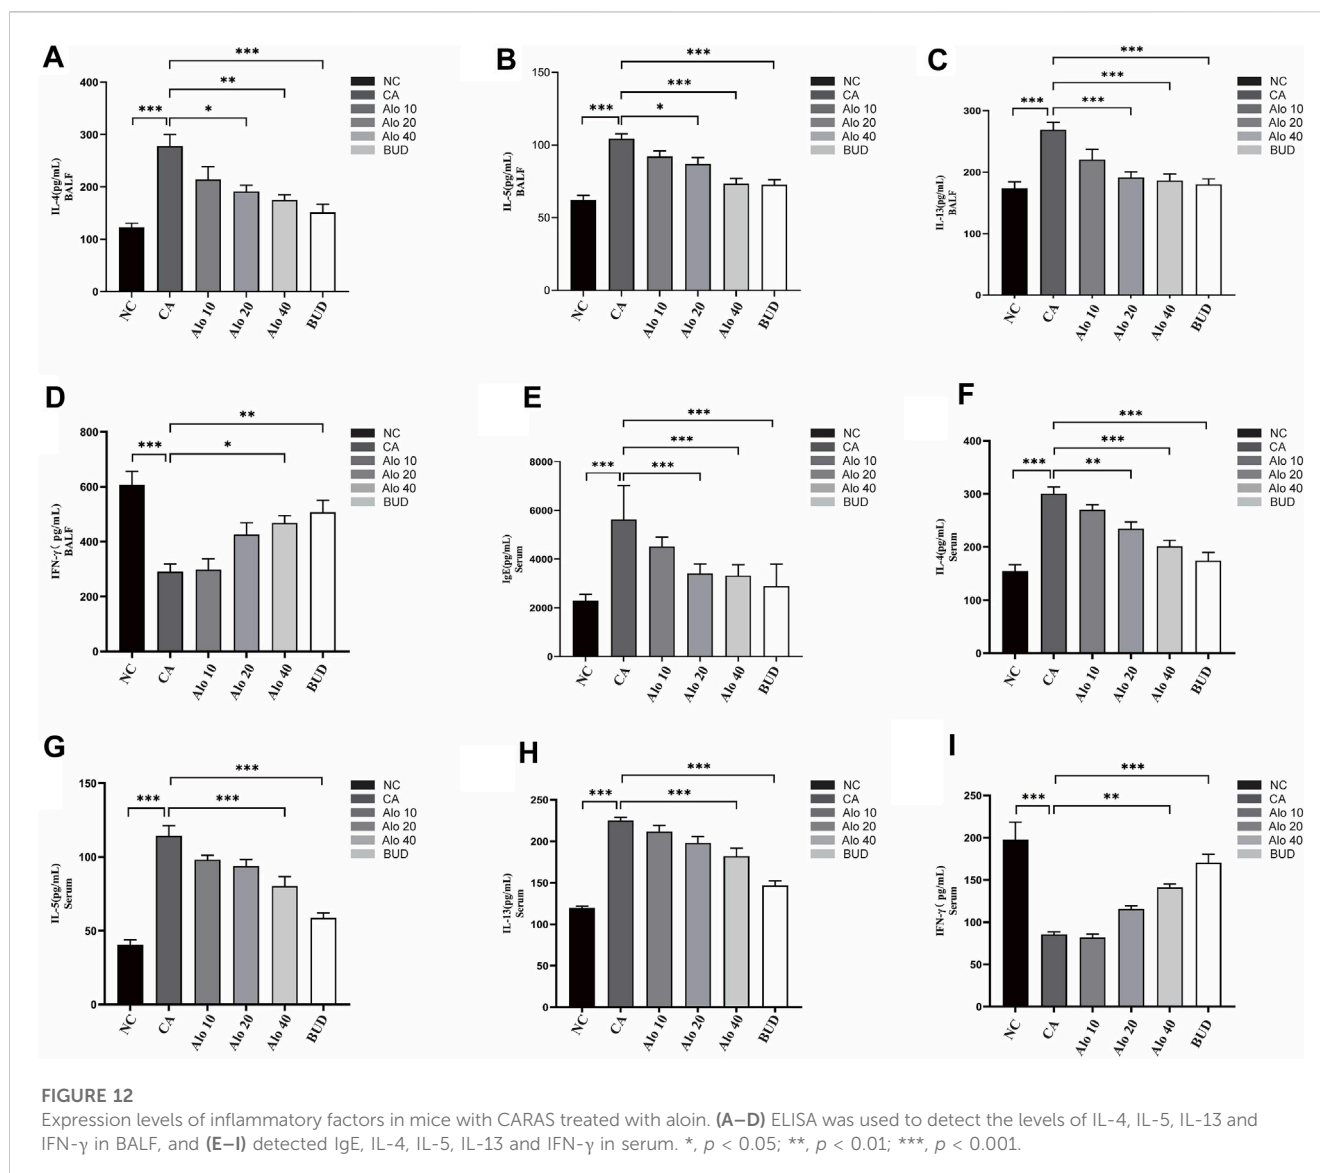 A
***
**
***
*
400
300
200
100
0
IL-4(pg/mL)
BALF
NC
CA
Alo 10
Alo 20
Alo 40
BUD
NC
CA
Alo 10
Alo 20
Alo 40
BUD
B
***
***
***
*
150
100
50
0
IL-5(pg/mL)
BALF
NC
CA
Alo 10
Alo 20
Alo 40
BUD
NC
CA
Alo 10
Alo 20
Alo 40
BUD
C
***
***
***
***
300
200
100
0
IL-13(pg/mL)
BALF
NC
CA
Alo 10
Alo 20
Alo 40
BUD
NC
CA
Alo 10
Alo 20
Alo 40
BUD
D
**
***
*
800
600
400
200
0
IFN-γ( pg/mL)
BALF
NC
CA
Alo 10
Alo 20
Alo 40
BUD
NC
CA
Alo 10
Alo 20
Alo 40
BUD
E
***
***
***
***
8000
6000
4000
2000
0
IgE(pg/mL)
Serum
NC
CA
Alo 10
Alo 20
Alo 40
BUD
NC
CA
Alo 10
Alo 20
Alo 40
BUD
F
***
***
***
**
400
300
200
100
0
IL-4(pg/mL)
Serum
NC
CA
Alo 10
Alo 20
Alo 40
BUD
NC
CA
Alo 10
Alo 20
Alo 40
BUD
G
***
***
***
150
100
50
0
IL-5(pg/mL)
Serum
NC
CA
Alo 10
Alo 20
Alo 40
BUD
NC
CA
Alo 10
Alo 20
Alo 40
BUD
H
***
***
***
250
200
150
100
50
0
IL-13(pg/mL)
Serum
NC
CA
Alo 10
Alo 20
Alo 40
BUD
NC
CA
Alo 10
Alo 20
Alo 40
BUD
I
***
***
**
250
200
150
100
50
0
IFN-γ( pg/mL)
Serum
NC
CA
Alo 10
Alo 20
Alo 40
BUD
NC
CA
Alo 10
Alo 20
Alo 40
BUD
FIGURE 12
Expression levels of inflammatory factors in mice with CARAS treated with aloin. (A–D) ELISA was used to detect the levels of IL-4, IL-5, IL-13 and
IFN-γ in BALF, and (E–I) detected IgE, IL-4, IL-5, IL-13 and IFN-γ in serum. *, p < 0.05; **, p < 0.01; ***, p < 0.001.